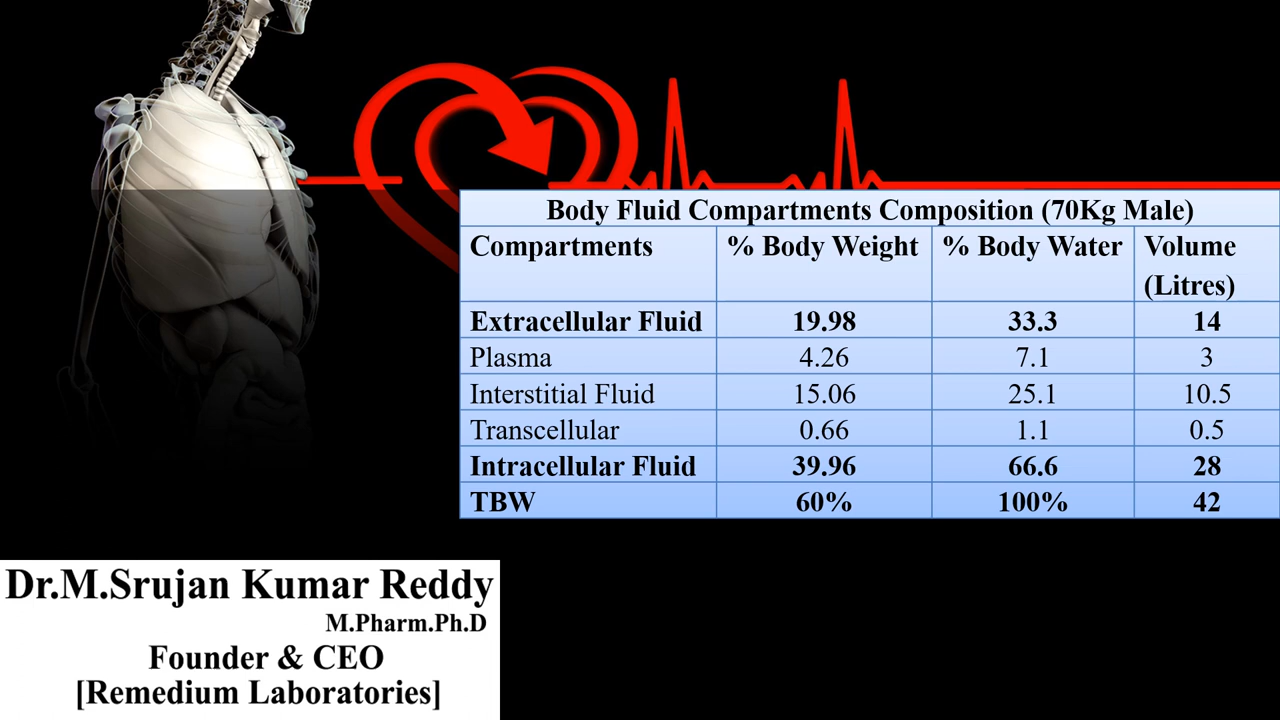 Body Fluid Compartments Composition (70Kg Male)
Compartments % Body Weight % Body Water Volume (Litres)
Extracellular Fluid 19.98 33.3 14
Plasma 4.26 7.1 3
Interstitial Fluid 15.06 25.1 10.5
Transcellular 0.66 1.1 0.5
Intracellular Fluid 39.96 66.6 28
TBW 60% 100% 42
Dr.M.Srujan Kumar Reddy
M.Pharm.Ph.D
Founder & CEO
[Remedium Laboratories]